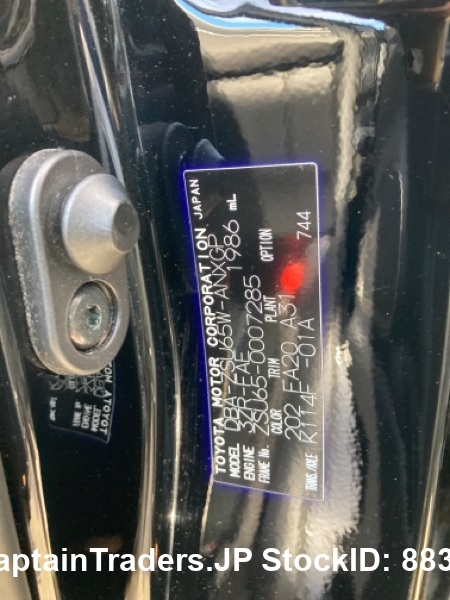 TOYOTA MOTOR CORPORATION JAPAN
MODEL DBA-ZSU65W-ANXGP
ENGINE 3ZR-FAE 1986 mL
FRAME No. ZSU65-0007285
COLOR TRIM PLANT OPTION
202 FA20 A31 744
TRANS./AXLE K114F -01A
aptainTraders.JP StockID: 883